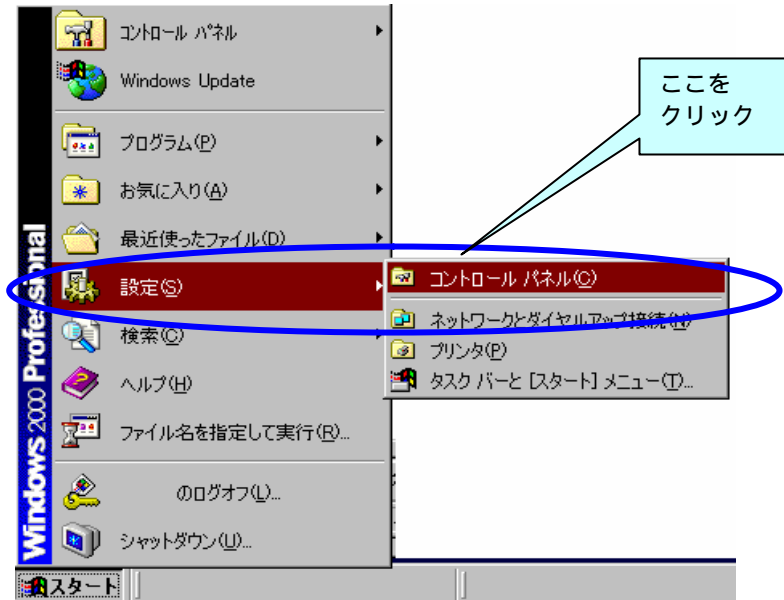 コントロール パネル
Windows Update
プログラム(P)
お気に入り(A)
最近使ったファイル(D)
設定(S)
検索(C)
ヘルプ(H)
ファイル名を指定して実行(R)...
のログオフ(L)...
シャットダウン(U)...
Windows 2000 Professional
コントロール パネル(C)
ネットワークとダイヤルアップ接続(N)
プリンタ(P)
タスク バーと [スタート] メニュー(T)...
ここを
クリック
スタート